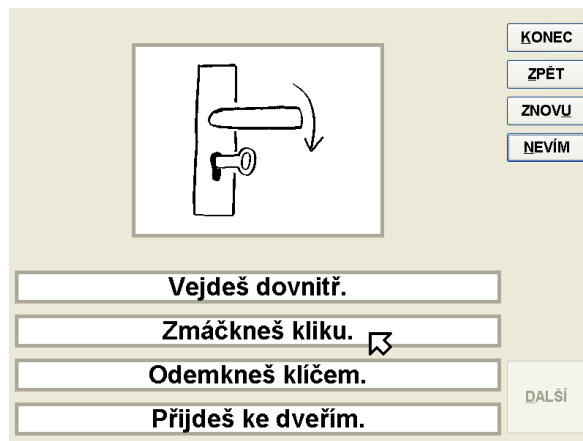 KONEC
ZPĚT
ZNOVU
NEVÍM
Vejdeš dovnitř.
Zmáčkneš kliku.
Odemkneš klíčem.
Přijdeš ke dveřím.
DALŠÍ